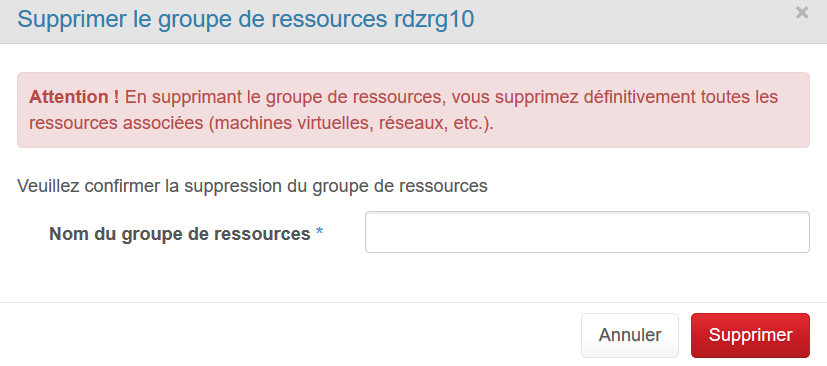 Supprimer le groupe de ressources rdzrg10
×
Attention ! En supprimant le groupe de ressources, vous supprimez définitivement toutes les
ressources associées (machines virtuelles, réseaux, etc.).
Veuillez confirmer la suppression du groupe de ressources
Nom du groupe de ressources *
Annuler
Supprimer